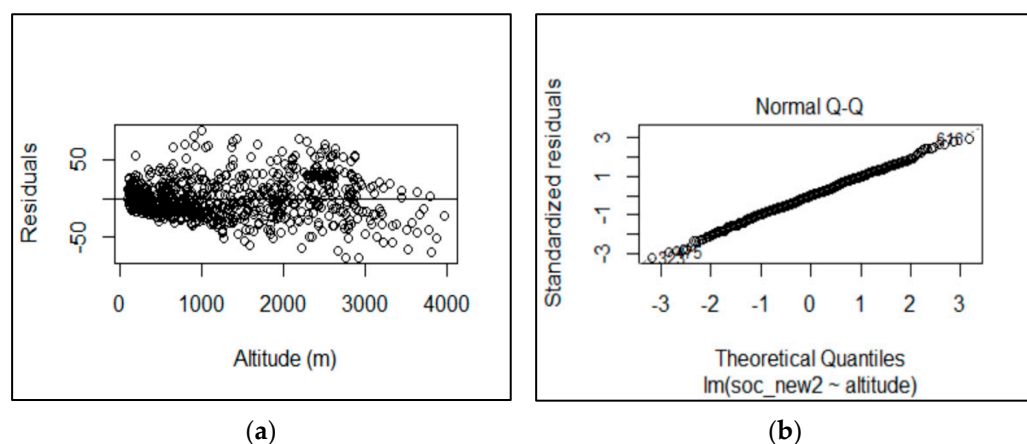 Residuals
50
-50
0 1000 2000 3000 4000
Altitude (m)
(a)
Normal Q-Q
Standardized residuals
3
1
-1
-3
-3 -2 -1 0 1 2 3
Theoretical Quantiles
lm(soc_new2 ~ altitude)
(b)